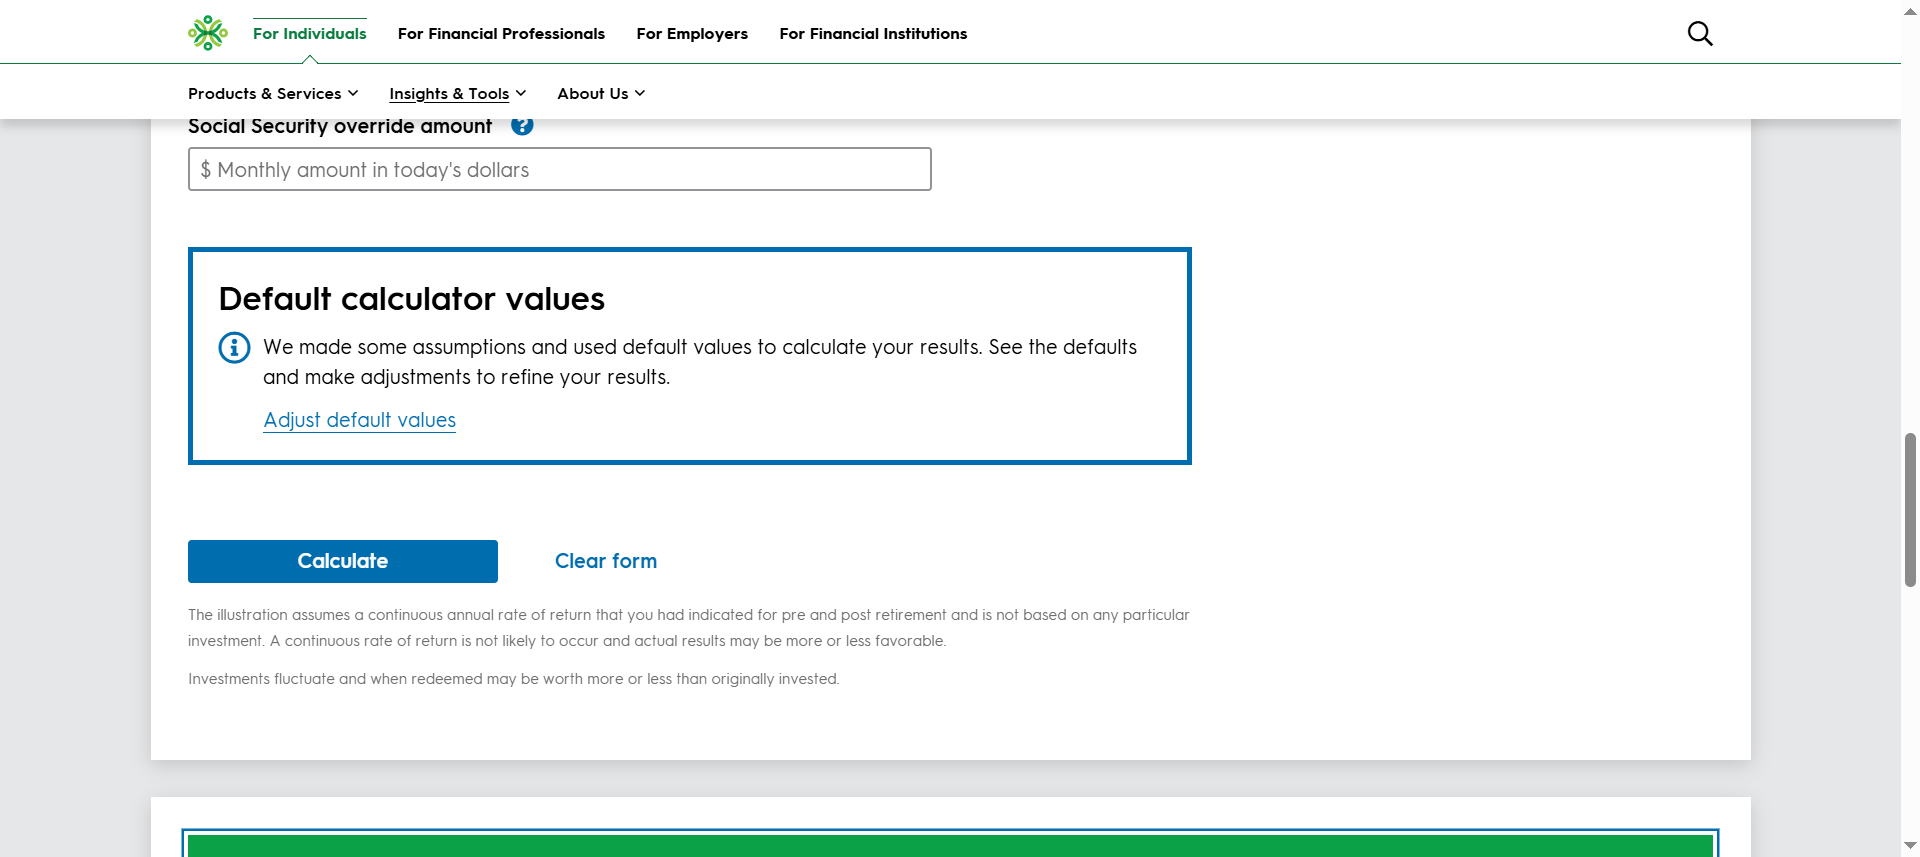 For Individuals
For Financial Professionals
For Employers
For Financial Institutions
Products & Services
Insights & Tools
About Us
Social Security override amount ?
$ Monthly amount in today's dollars
Default calculator values
We made some assumptions and used default values to calculate your results. See the defaults
and make adjustments to refine your results.
Adjust default values
Calculate
Clear form
The illustration assumes a continuous annual rate of return that you had indicated for pre and post retirement and is not based on any particular
investment. A continuous rate of return is not likely to occur and actual results may be more or less favorable.
Investments fluctuate and when redeemed may be worth more or less than originally invested.